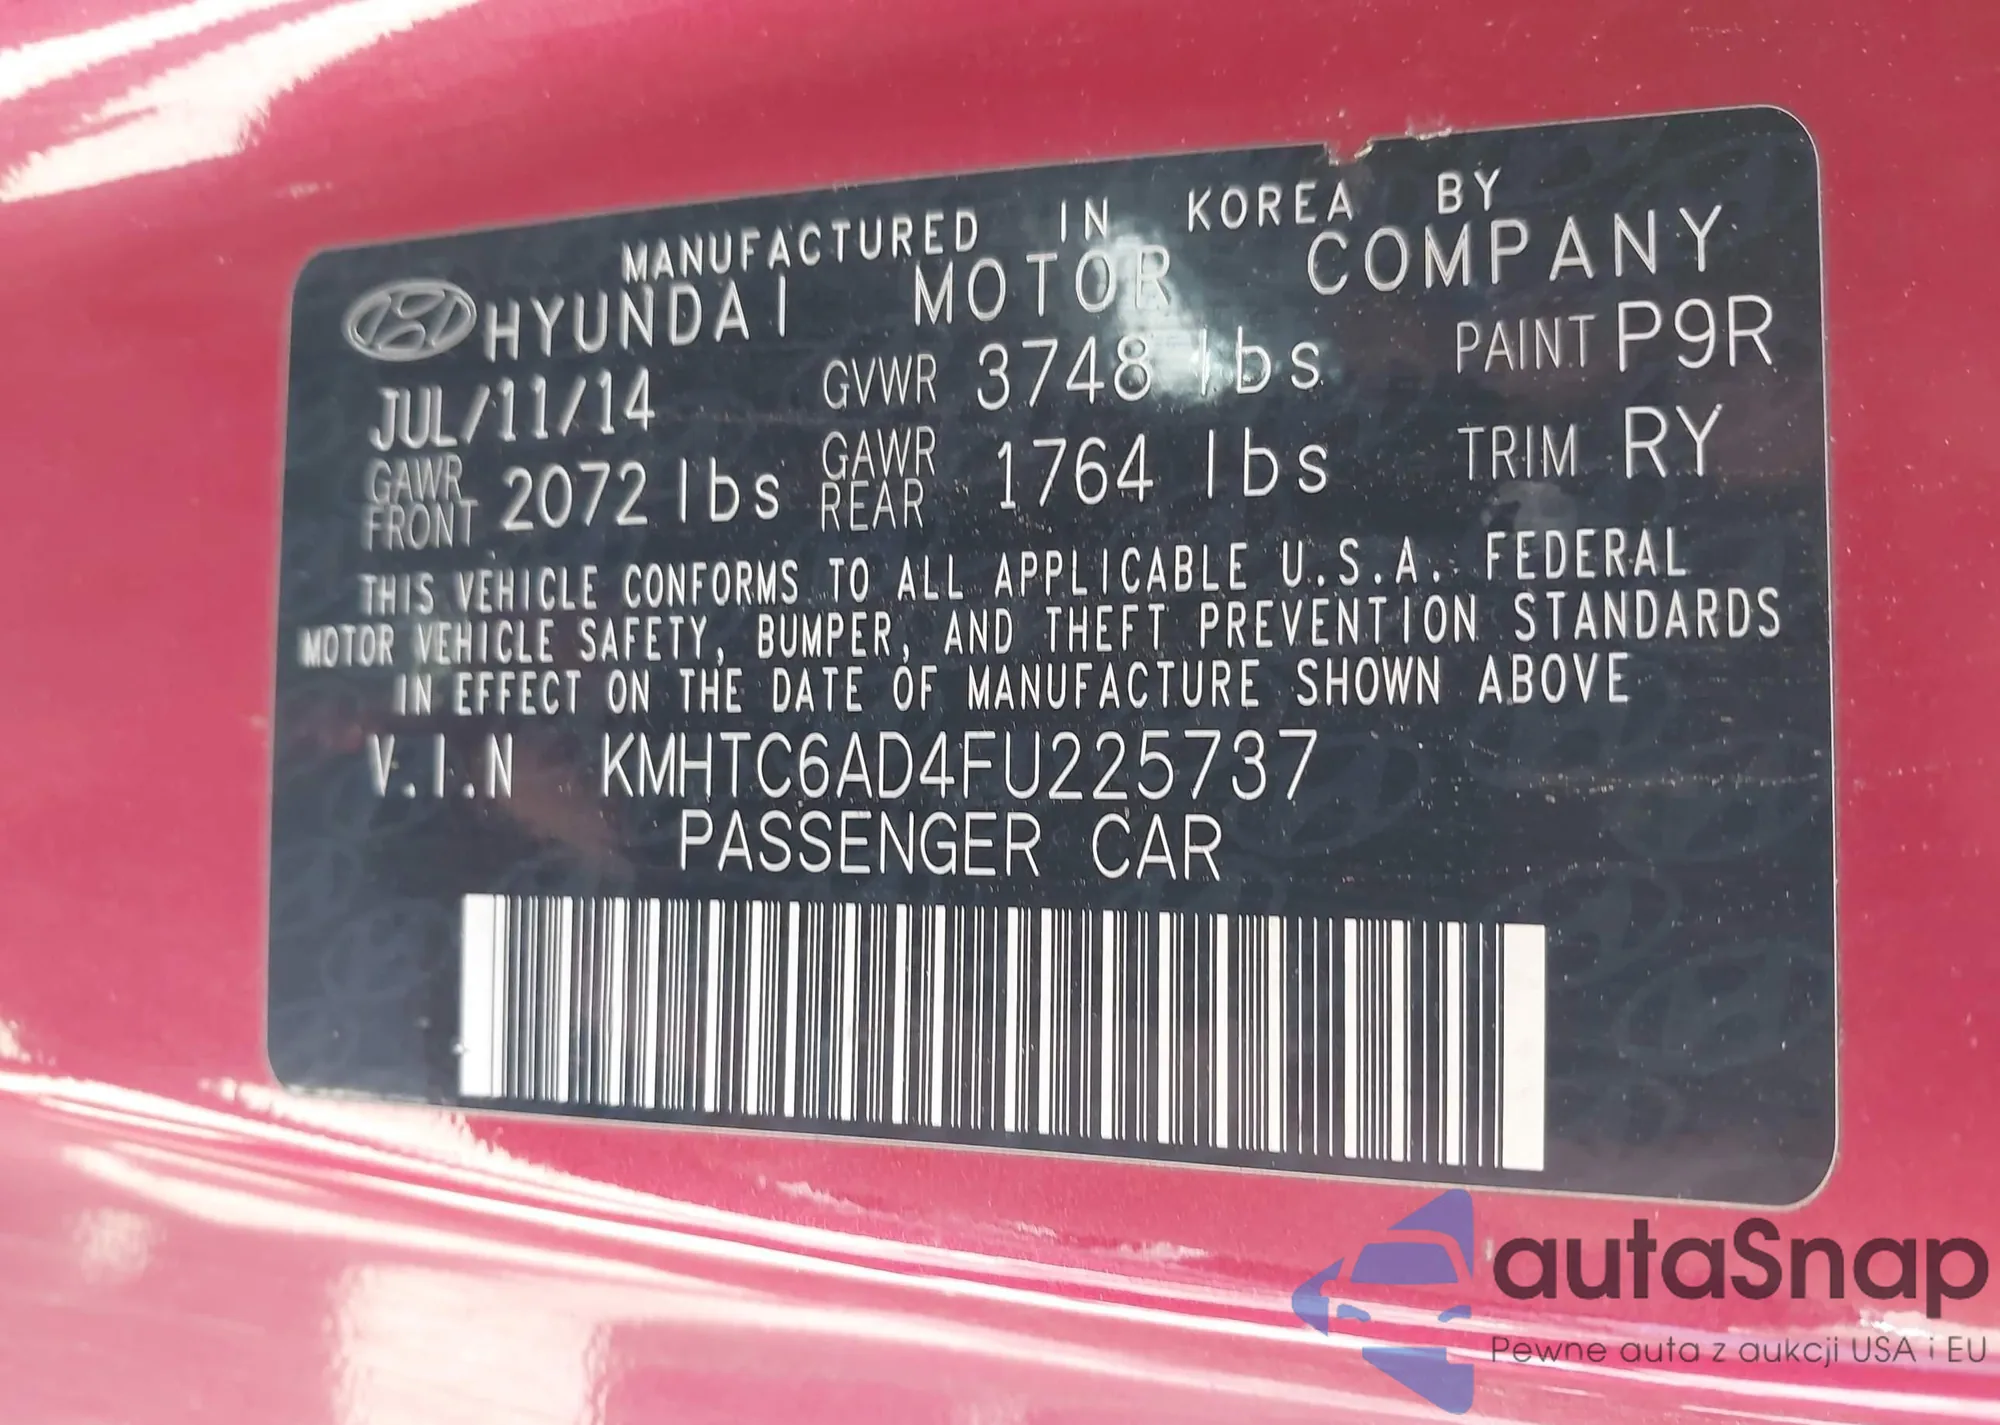 MANUFACTURED IN KOREA BY
HYUNDAI MOTOR COMPANY
JUL/11/14 GVWR 3748 lbs PAINT P9R
GAWR FRONT 2072 lbs GAWR REAR 1764 lbs TRIM RY
THIS VEHICLE CONFORMS TO ALL APPLICABLE U.S.A. FEDERAL
MOTOR VEHICLE SAFETY, BUMPER, AND THEFT PREVENTION STANDARDS
IN EFFECT ON THE DATE OF MANUFACTURE SHOWN ABOVE
V.I.N KMHTC6AD4FU225737
PASSENGER CAR
autaSnap
Pewne auta z aukcji USA i EU